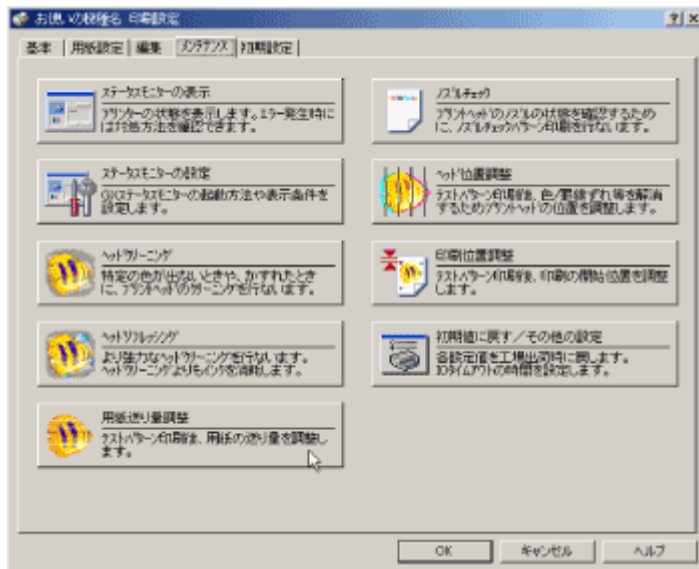 お使いの機種名 印刷設定
基本 用紙設定 編集 メンテナンス 初期設定
ステータスモニターの表示
プリンターの状態を表示します。エラー発生時に
は対処方法を確認できます。
ノズルチェック
プリントヘッドのノズルの状態を確認するため
に、ノズルチェックパターン印刷を行ないます。
ステータスモニターの設定
GIステータスモニターの起動方法や表示条件を
設定します。
ヘッド位置調整
テストパターン印刷後、色/罫線ずれ等を解消
するためプリントヘッドの位置を調整します。
ヘッドクリーニング
特定の色が出ないときや、かすれたとき
に、プリントヘッドのクリーニングを行ないます。
印刷位置調整
テストパターン印刷後、印刷の開始位置を調整
します。
ヘッドリフレッシング
より強力なヘッドクリーニングを行ないます。
ヘッドクリーニングよりもインクを消耗します。
初期値に戻す/その他の設定
各設定値を工場出荷時に戻します。
IOタイムアウトの時間を設定します。
用紙送り量調整
テストパターン印刷後、用紙の送り量を調整し
ます。
OK キャンセル ヘルプ